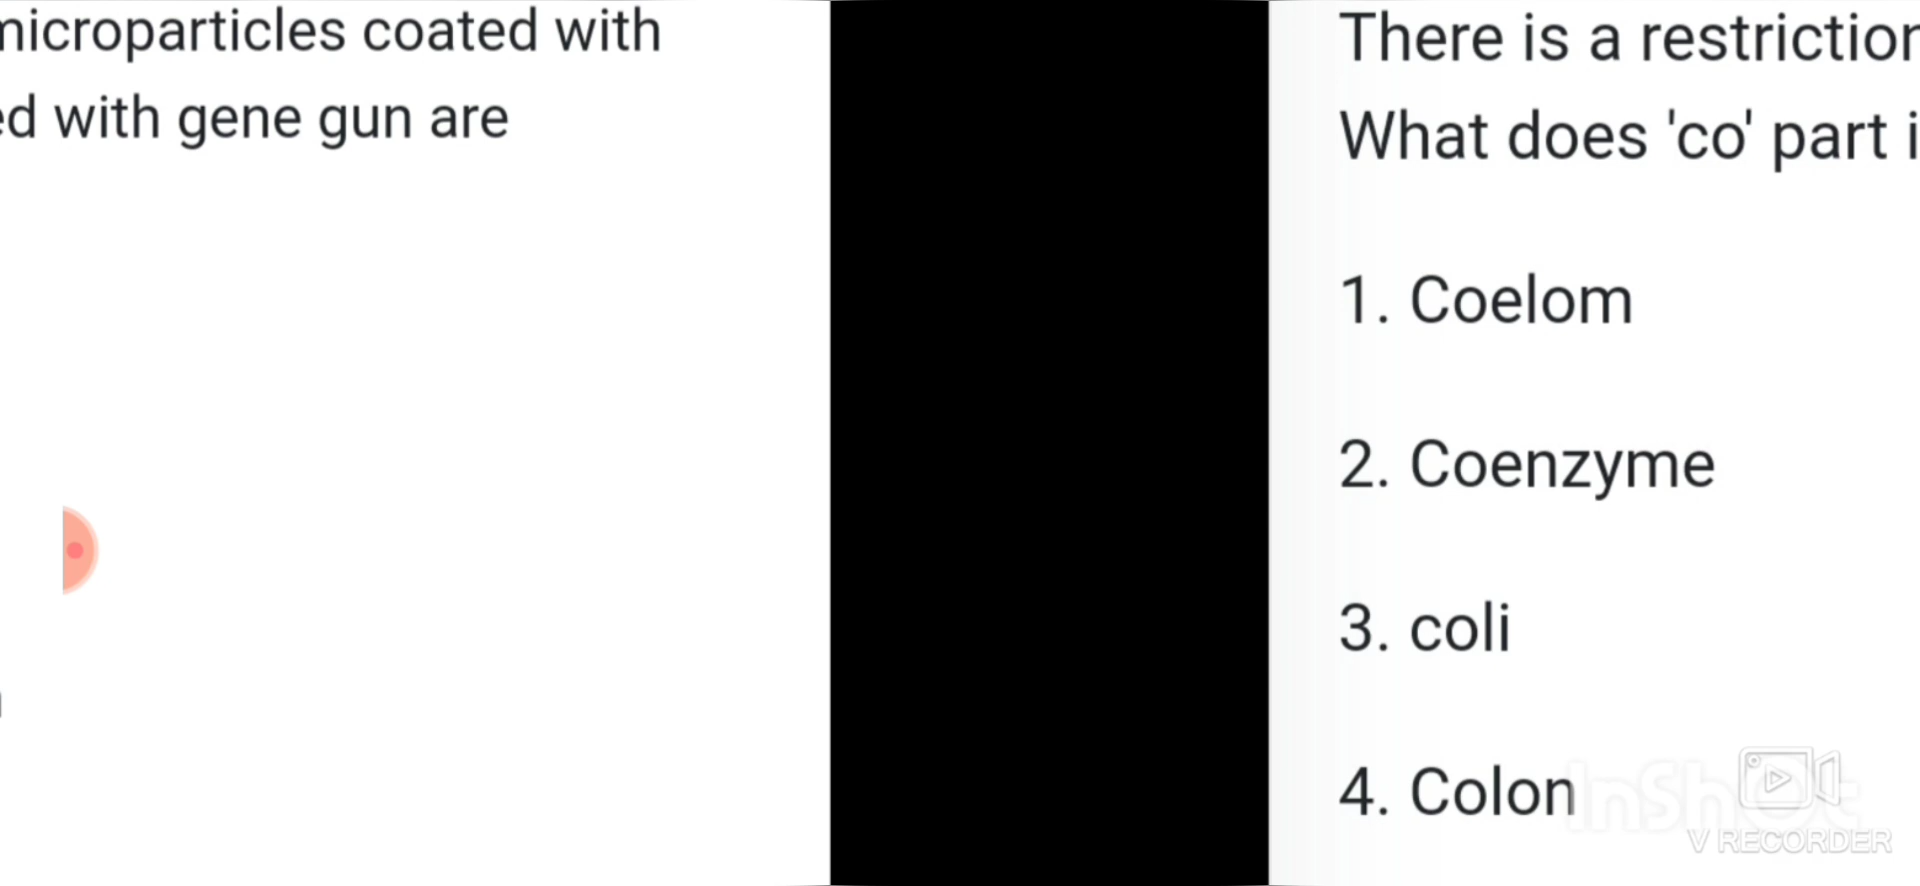 microparticles coated with
ed with gene gun are
There is a restriction
What does 'co' part i
1. Coelom
2. Coenzyme
3. coli
4. Colon
InShot
V RECORDER